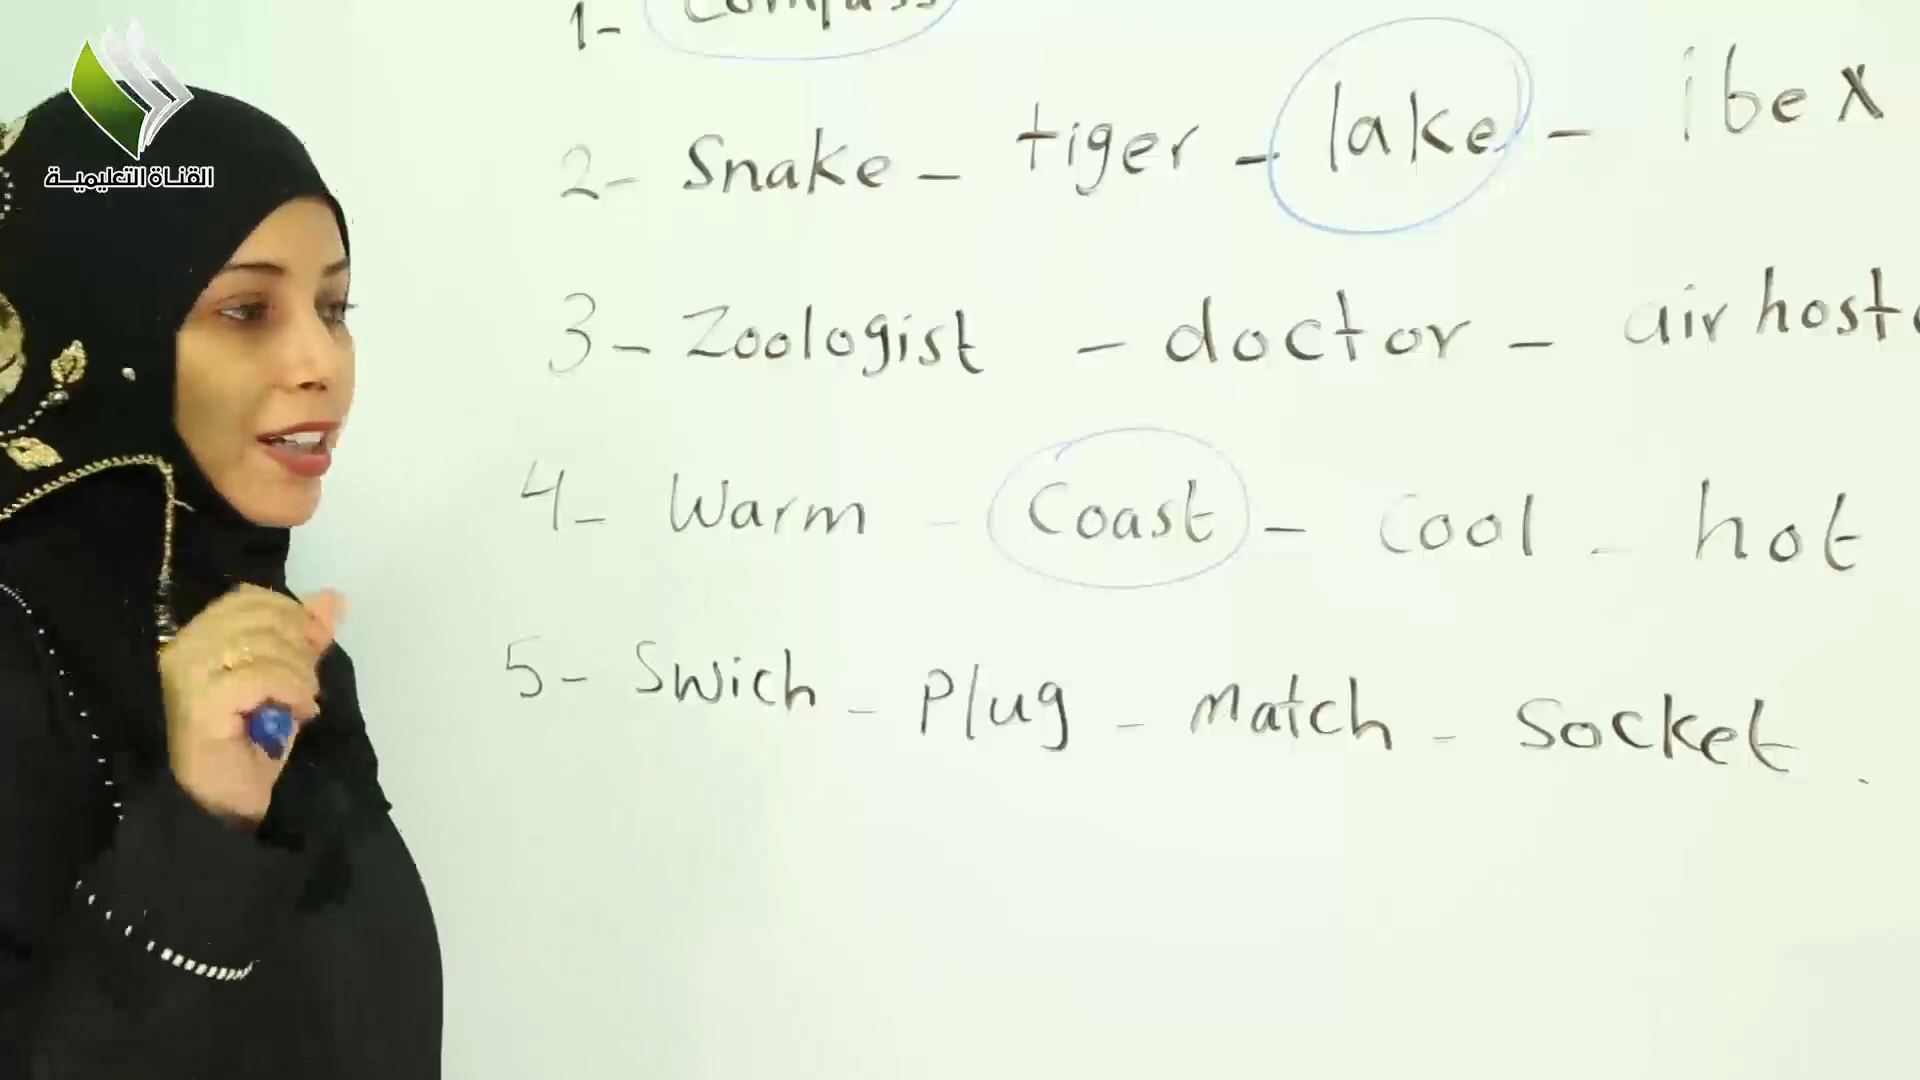 القناة التعليمية
1- Compass
2- Snake - tiger - lake - ibex
3- Zoologist - doctor - air host
4- Warm - Coast - cool - hot
5- Swich - Plug - Match - Socket .